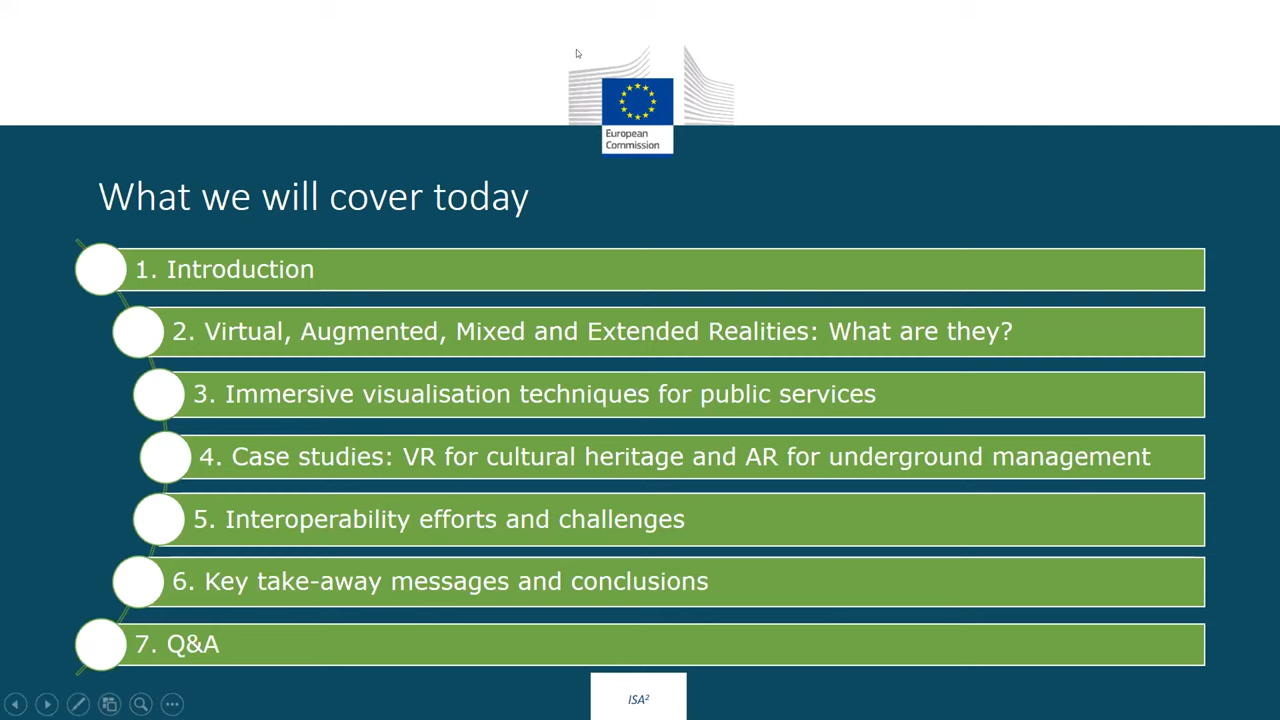 European
Commission
What we will cover today
1. Introduction
2. Virtual, Augmented, Mixed and Extended Realities: What are they?
3. Immersive visualisation techniques for public services
4. Case studies: VR for cultural heritage and AR for underground management
5. Interoperability efforts and challenges
6. Key take-away messages and conclusions
7. Q&A
ISA²